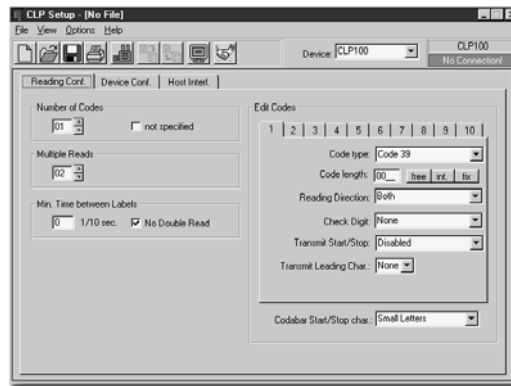 CLP Setup - [No File]
File View Options Help
Device: CLP100
CLP100
No Connection!
Reading Conf. Device Conf. Host Interf.
Number of Codes
01 not specified
Multiple Reads
02
Min. Time between Labels
0 1/10 sec. No Double Read
Edit Codes
1 2 3 4 5 6 7 8 9 10
Code type: Code 39
Code length: 00__ free int. fix
Reading Direction: Both
Check Digit: None
Transmit Start/Stop: Disabled
Transmit Leading Char.: None
Codabar Start/Stop char.: Small Letters